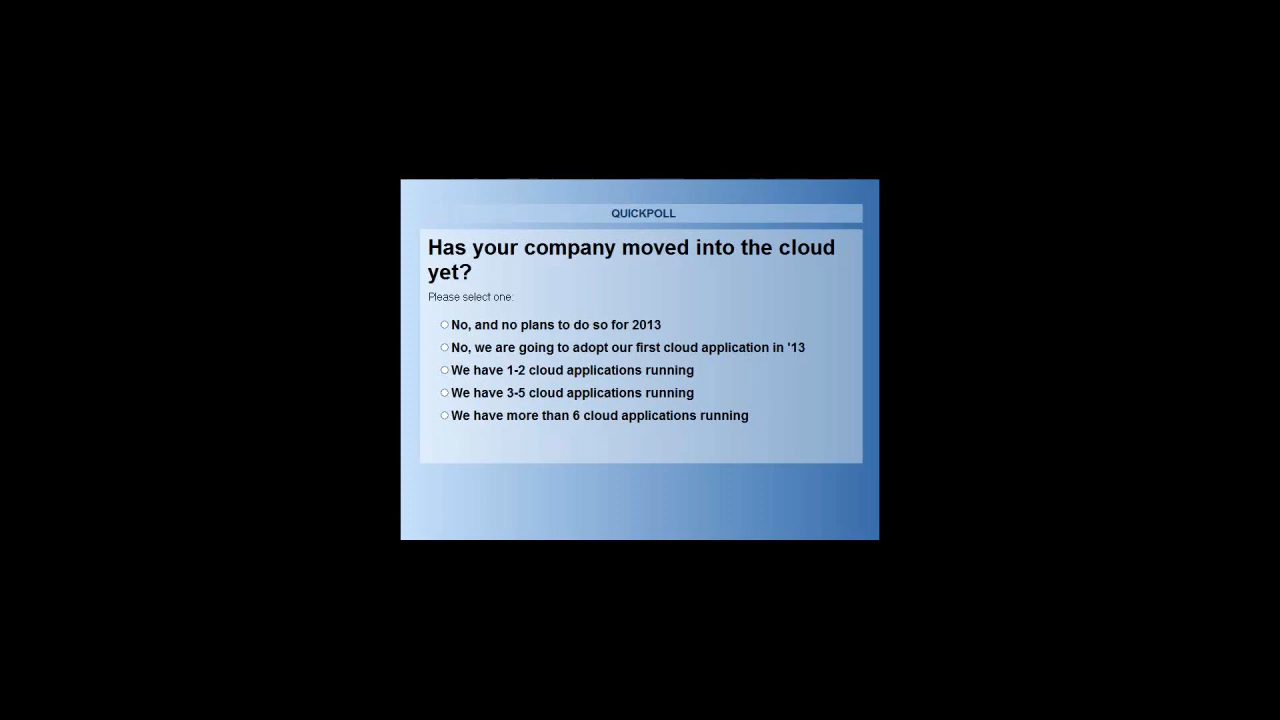 QUICKPOLL
Has your company moved into the cloud
yet?
Please select one:
No, and no plans to do so for 2013
No, we are going to adopt our first cloud application in '13
We have 1-2 cloud applications running
We have 3-5 cloud applications running
We have more than 6 cloud applications running